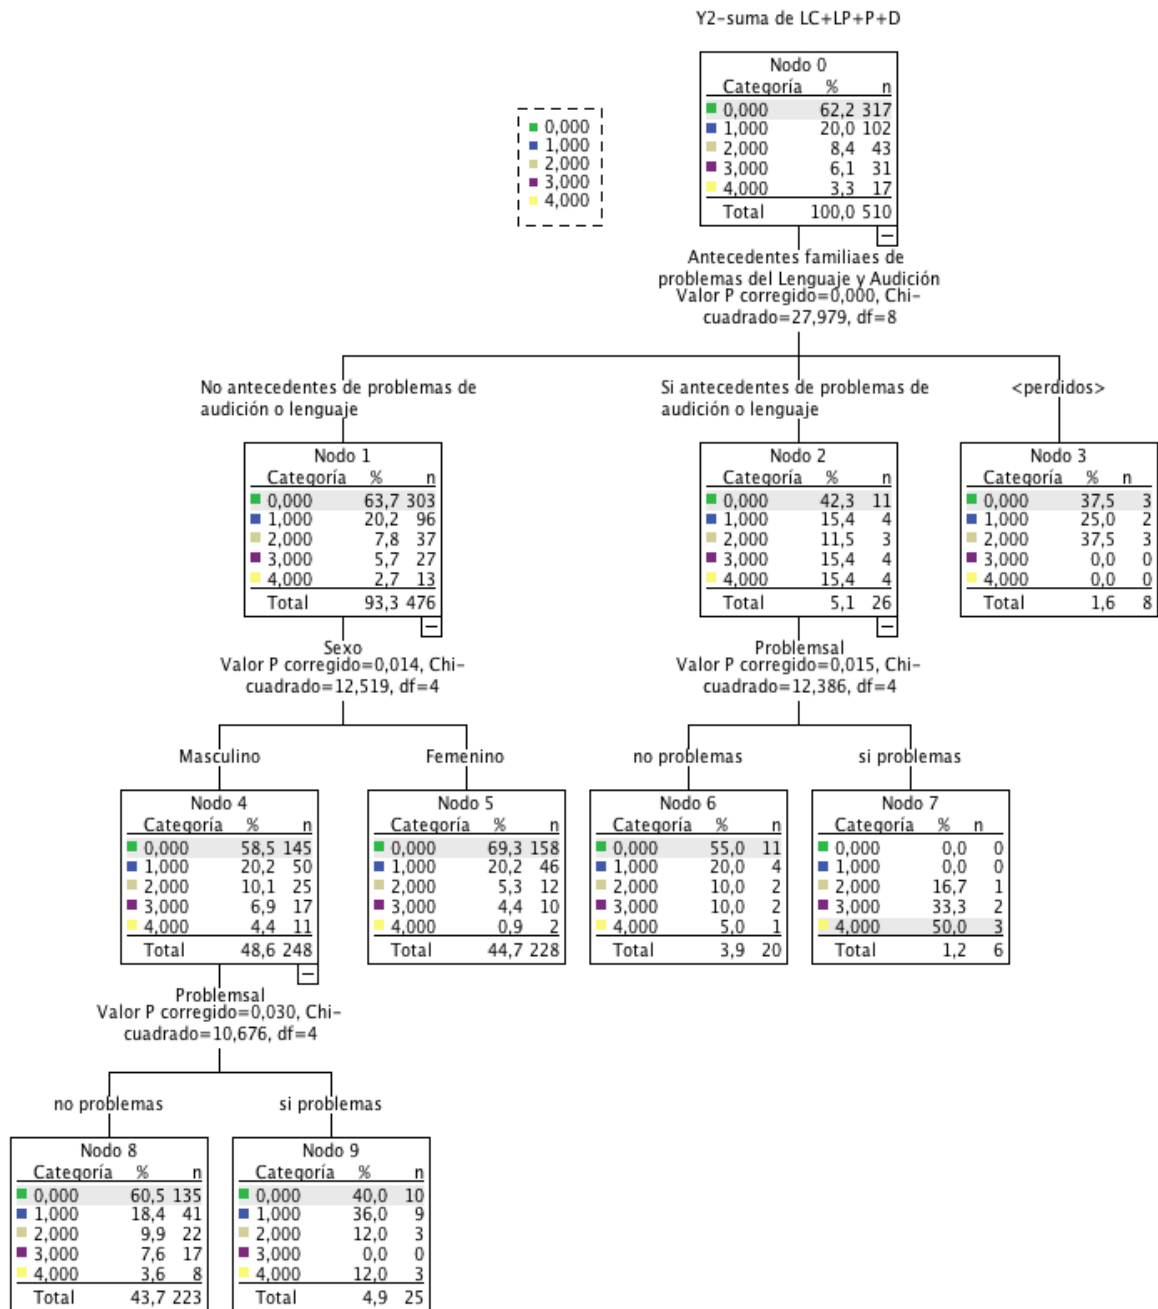 Y2-suma de LC+LP+P+D
Nodo 0
Categoría % n
0,000 62,2 317
1,000 20,0 102
2,000 8,4 43
3,000 6,1 31
4,000 3,3 17
Total 100,0 510
0,000
1,000
2,000
3,000
4,000
Antecedentes familiaes de
problemas del Lenguaje y Audición
Valor P corregido=0,000, Chi-
cuadrado=27,979, df=8
No antecedentes de problemas de
audición o lenguaje
Si antecedentes de problemas de
audición o lenguaje
<perdidos>
Nodo 1
Categoría % n
0,000 63,7 303
1,000 20,2 96
2,000 7,8 37
3,000 5,7 27
4,000 2,7 13
Total 93,3 476
Nodo 2
Categoría % n
0,000 42,3 11
1,000 15,4 4
2,000 11,5 3
3,000 15,4 4
4,000 15,4 4
Total 5,1 26
Nodo 3
Categoría % n
0,000 37,5 3
1,000 25,0 2
2,000 37,5 3
3,000 0,0 0
4,000 0,0 0
Total 1,6 8
Sexo
Valor P corregido=0,014, Chi-
cuadrado=12,519, df=4
Problemsal
Valor P corregido=0,015, Chi-
cuadrado=12,386, df=4
Masculino
Femenino
no problemas
si problemas
Nodo 4
Categoría % n
0,000 58,5 145
1,000 20,2 50
2,000 10,1 25
3,000 6,9 17
4,000 4,4 11
Total 48,6 248
Nodo 5
Categoría % n
0,000 69,3 158
1,000 20,2 46
2,000 5,3 12
3,000 4,4 10
4,000 0,9 2
Total 44,7 228
Nodo 6
Categoría % n
0,000 55,0 11
1,000 20,0 4
2,000 10,0 2
3,000 10,0 2
4,000 5,0 1
Total 3,9 20
Nodo 7
Categoría % n
0,000 0,0 0
1,000 0,0 0
2,000 16,7 1
3,000 33,3 2
4,000 50,0 3
Total 1,2 6
Problemsal
Valor P corregido=0,030, Chi-
cuadrado=10,676, df=4
no problemas
si problemas
Nodo 8
Categoría % n
0,000 60,5 135
1,000 18,4 41
2,000 9,9 22
3,000 7,6 17
4,000 3,6 8
Total 43,7 223
Nodo 9
Categoría % n
0,000 40,0 10
1,000 36,0 9
2,000 12,0 3
3,000 0,0 0
4,000 12,0 3
Total 4,9 25